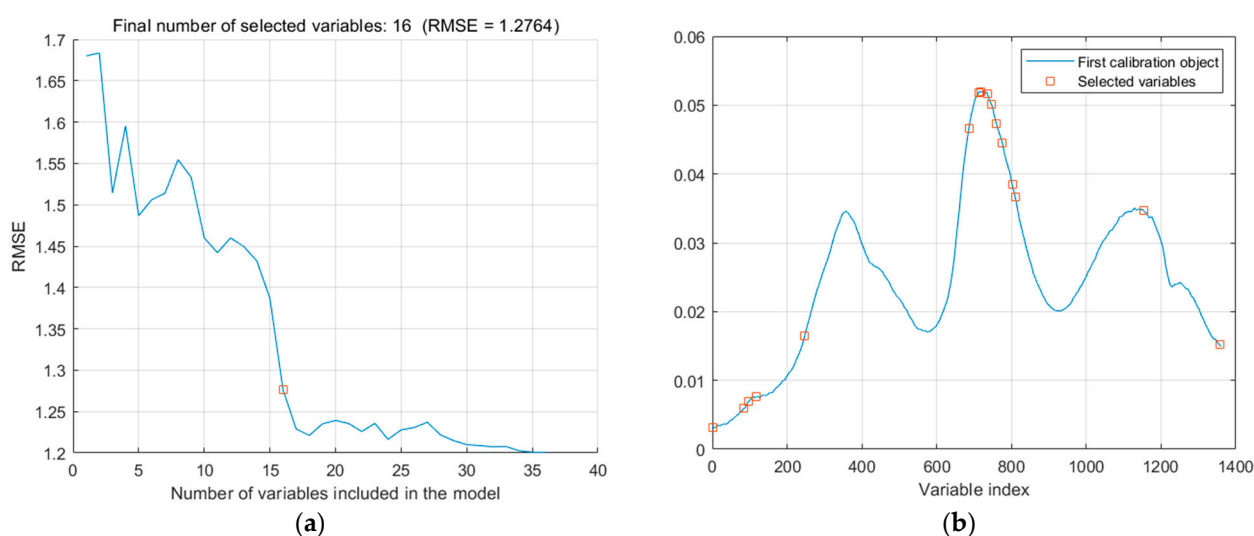 Final number of selected variables: 16 (RMSE = 1.2764)
1.7
1.65
1.6
1.55
1.5
1.45
1.4
1.35
1.3
1.25
1.2
RMSE
0 5 10 15 20 25 30 35 40
Number of variables included in the model
(a)
0.06
0.05
0.04
0.03
0.02
0.01
0
First calibration object
Selected variables
0 200 400 600 800 1000 1200 1400
Variable index
(b)